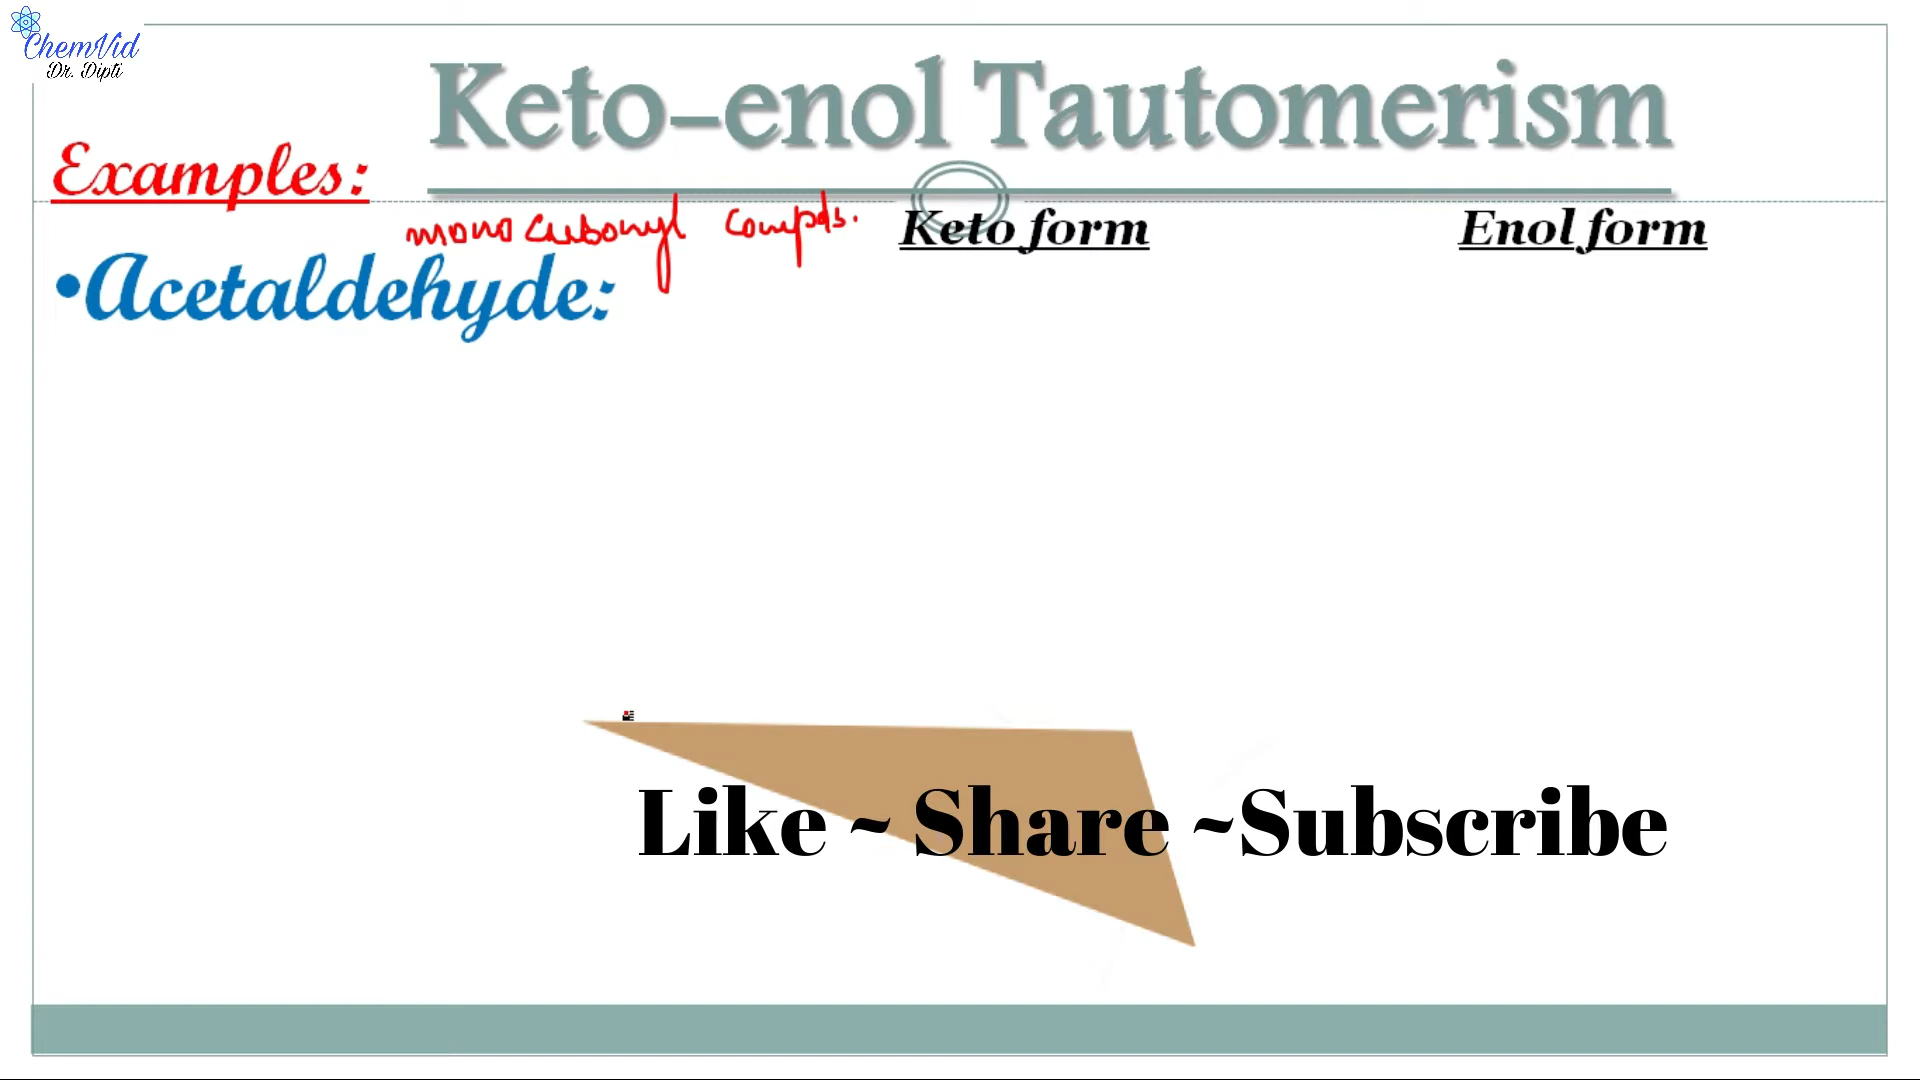 ChemVid
Dr. Dipti
Keto-enol Tautomerism
Examples:
mono carbonyl compds.
Keto form
Enol form
•Acetaldehyde:
Like ~ Share ~Subscribe